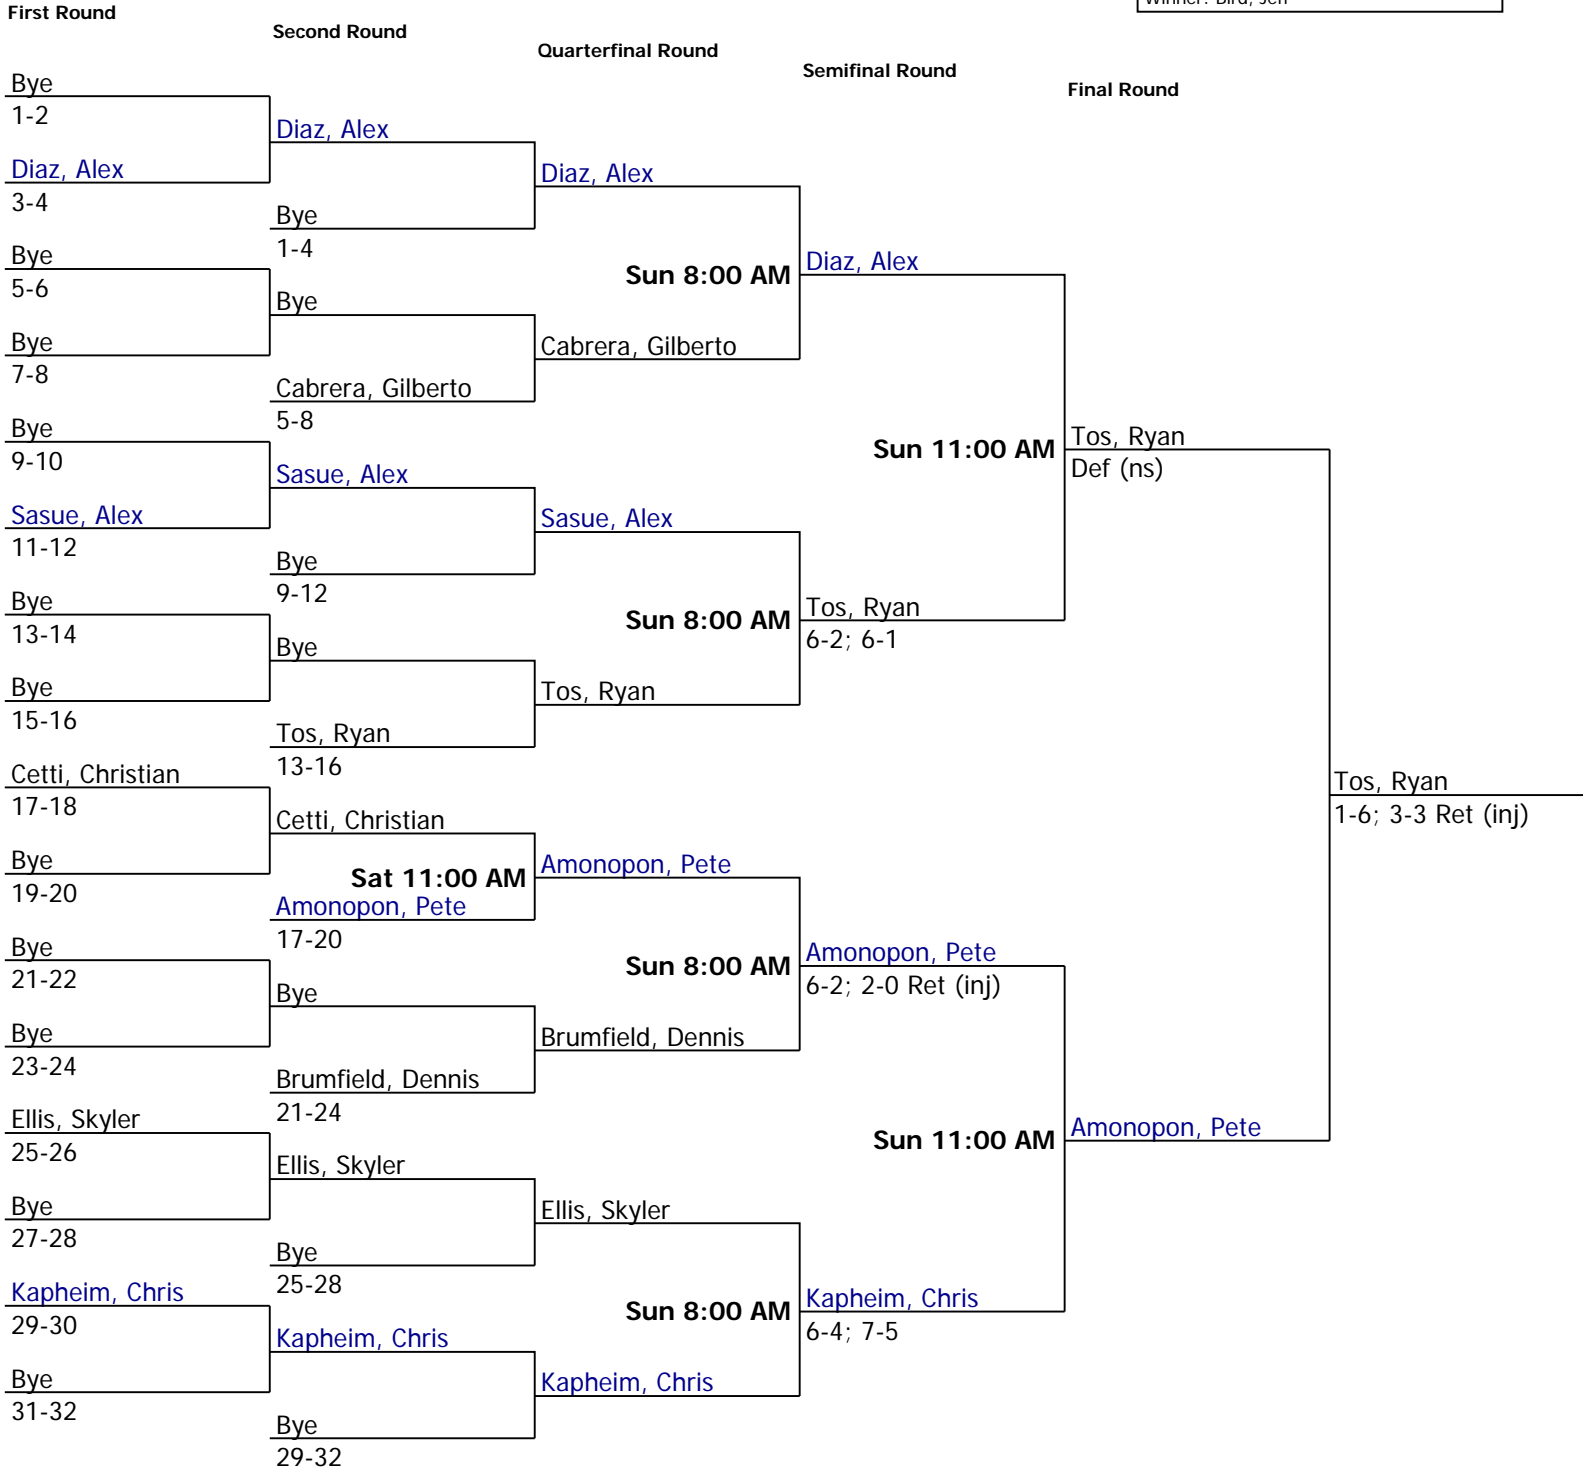 Winner: Bird, Jen
First Round
Second Round
Quarterfinal Round
Semifinal Round
Final Round
Bye
1-2
Diaz, Alex
3-4
Bye
5-6
Bye
7-8
Bye
9-10
Sasue, Alex
11-12
Bye
13-14
Bye
15-16
Cetti, Christian
17-18
Bye
19-20
Bye
21-22
Bye
23-24
Ellis, Skyler
25-26
Bye
27-28
Kapheim, Chris
29-30
Bye
31-32
Diaz, Alex
Bye
1-4
Bye
Cabrera, Gilberto
5-8
Sasue, Alex
Bye
9-12
Bye
Tos, Ryan
13-16
Cetti, Christian
Sat 11:00 AM
Amonopon, Pete
17-20
Bye
Brumfield, Dennis
21-24
Ellis, Skyler
Bye
25-28
Kapheim, Chris
Bye
29-32
Diaz, Alex
Sun 8:00 AM
Cabrera, Gilberto
Sasue, Alex
Sun 8:00 AM
Tos, Ryan
Amonopon, Pete
Sun 8:00 AM
Brumfield, Dennis
Ellis, Skyler
Sun 8:00 AM
Kapheim, Chris
Diaz, Alex
Sun 11:00 AM
Tos, Ryan
6-2; 6-1
Amonopon, Pete
6-2; 2-0 Ret (inj)
Sun 11:00 AM
Kapheim, Chris
6-4; 7-5
Tos, Ryan
Def (ns)
Amonopon, Pete
Tos, Ryan
1-6; 3-3 Ret (inj)